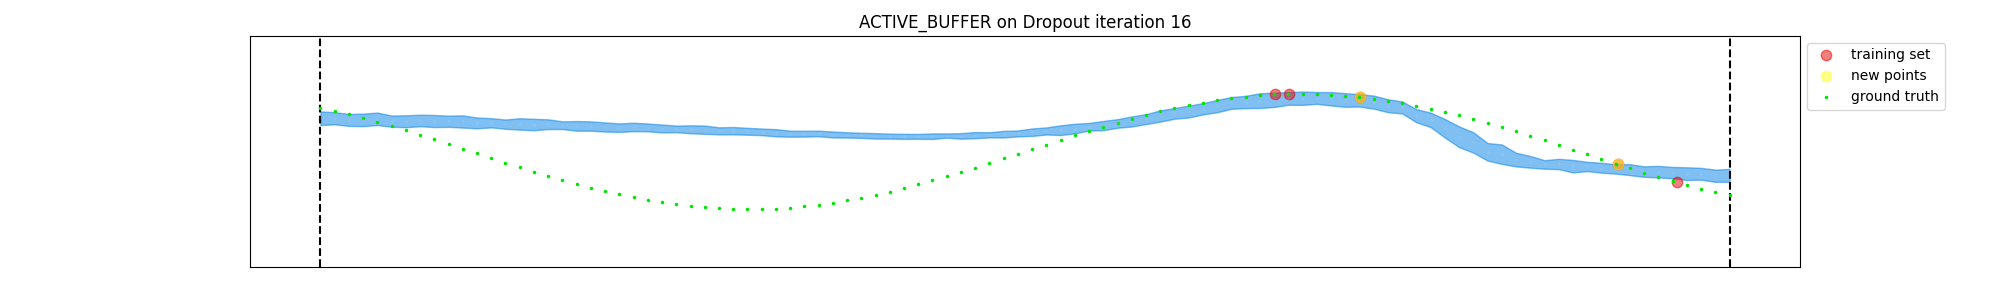 ACTIVE_BUFFER on Dropout iteration 16
training set
new points
ground truth